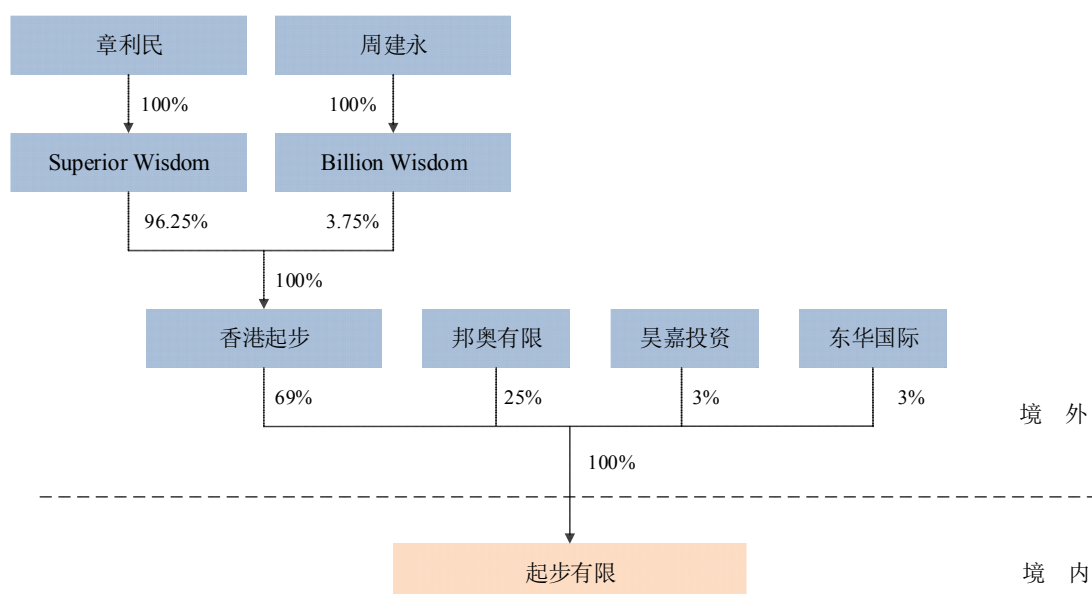 章利民
周建永
100%
100%
Superior Wisdom
Billion Wisdom
96.25%
3.75%
100%
香港起步
邦奥有限
昊嘉投资
东华国际
69%
25%
3%
3%
境 外
100%
起步有限
境 内